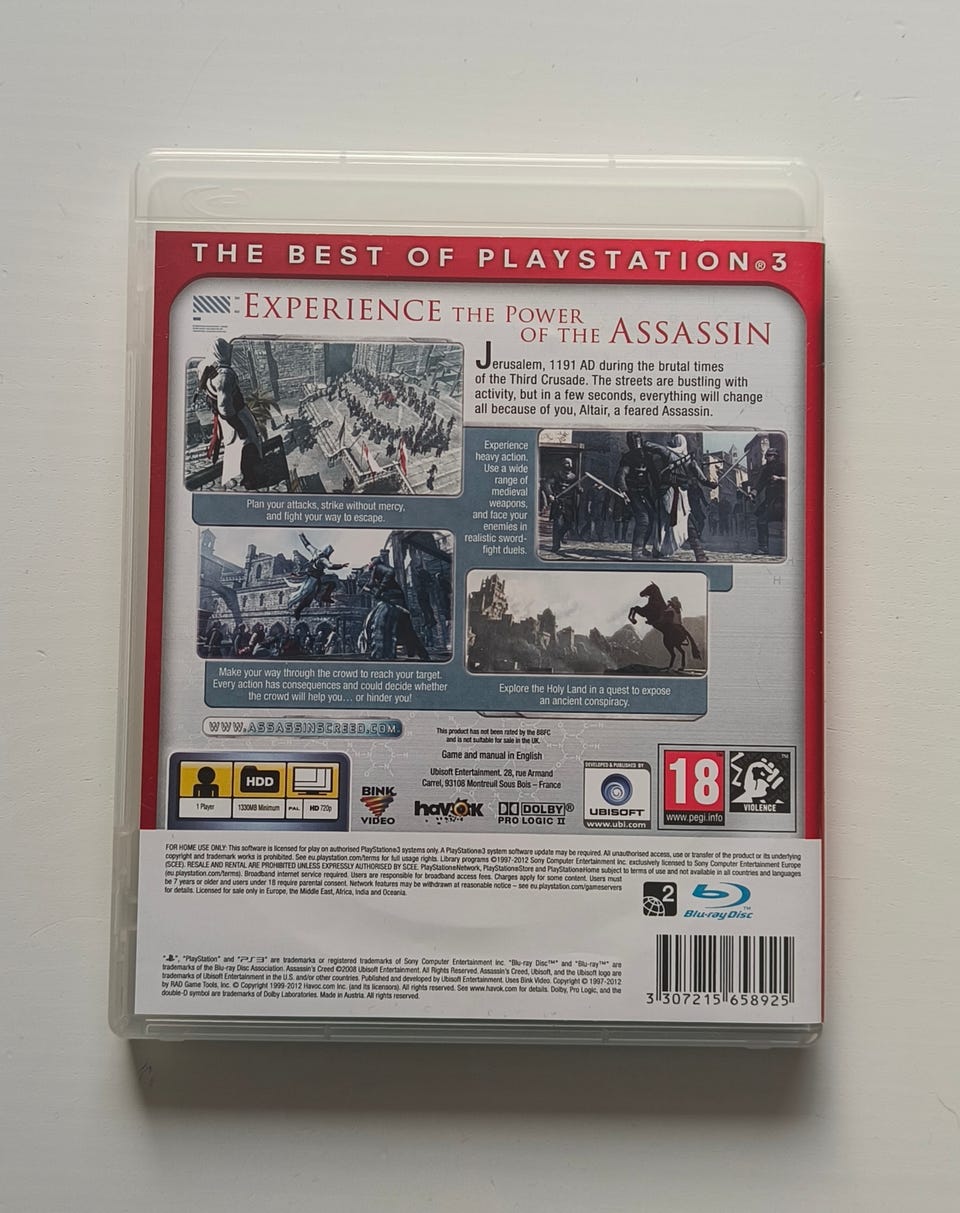 THE BEST OF PLAYSTATION®3
EXPERIENCE THE POWER
OF THE ASSASSIN
Jerusalem, 1191 AD during the brutal times
of the Third Crusade. The streets are bustling with
activity, but in a few seconds, everything will change
all because of you, Altair, a feared Assassin.
Plan your attacks, strike without mercy,
and fight your way to escape.
Experience
heavy action.
Use a wide
range of
medieval
weapons,
and face your
enemies in
realistic sword-
fight duels.
Make your way through the crowd to reach your target.
Every action has consequences and could decide whether
the crowd will help you... or hinder you!
Explore the Holy Land in a quest to expose
an ancient conspiracy.
WWW.ASSASSINSCREED.COM
This product has not been rated by the BBFC
and is not suitable for sale in the UK.
Game and manual in English
Ubisoft Entertainment, 28, rue Armand
Carrel, 93108 Montreuil Sous Bois – France
HDD
1 Player
1330MB Minimum
PAL
HD 720p
BINK
VIDEO
havok
DOLBY®
PRO LOGIC II
DEVELOPED & PUBLISHED BY
UBISOFT
www.ubi.com
18
www.pegi.info
VIOLENCE
FOR HOME USE ONLY: This software is licensed for play on authorised PlayStation®3 systems only. A PlayStation®3 system software update may be required. All unauthorised access, use or transfer of the product or its underlying
copyright and trademark works is prohibited. See eu.playstation.com/terms for full usage rights. Library programs ©1997-2012 Sony Computer Entertainment Inc. exclusively licensed to Sony Computer Entertainment Europe
(SCEE). RESALE AND RENTAL ARE PROHIBITED UNLESS EXPRESSLY AUTHORISED BY SCEE. PlayStation®Network, PlayStation®Store and PlayStation®Home subject to terms of use and not available in all countries and languages
(eu.playstation.com/terms). Broadband internet service required. Users are responsible for broadband access fees. Charges apply for some content. Users must
be 7 years or older and users under 18 require parental consent. Network features may be withdrawn at reasonable notice – see eu.playstation.com/gameservers
for details. Licensed for sale only in Europe, the Middle East, Africa, India and Oceania.
2
Blu-ray Disc™
"PlayStation" and "PS3" are trademarks or registered trademarks of Sony Computer Entertainment Inc. "Blu-ray Disc™" and "Blu-ray™" are
trademarks of the Blu-ray Disc Association. Assassin's Creed ©2008 Ubisoft Entertainment. All Rights Reserved. Assassin's Creed, Ubisoft, and the Ubisoft logo are
trademarks of Ubisoft Entertainment in the U.S. and/or other countries. Published and developed by Ubisoft Entertainment. Uses Bink Video. Copyright © 1997-2012
by RAD Game Tools, Inc. © Copyright 1999-2012 Havok.com Inc. (and its licensors). All rights reserved. See www.havok.com for details. Dolby, Pro Logic, and the
double-D symbol are trademarks of Dolby Laboratories. Made in Austria. All rights reserved.
3 307215 658925